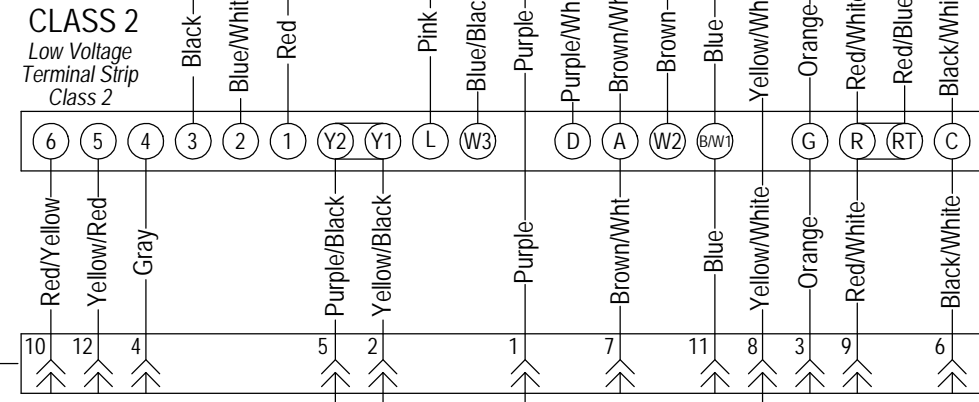 CLASS 2
Low Voltage
Terminal Strip
Class 2
Black
Red
Pink
Purple
Brown
Blue
Orange
Red/Blue
6 5 4 3 2 1 Y2 Y1 L W3 D A W2 B/W1 G R RT C
Red/Yellow
Yellow/Red
Gray
Purple/Black
Yellow/Black
Purple
Brown/Wht
Blue
Yellow/White
Orange
Red/White
Black/White
10 12 4 5 2 1 7 11 8 3 9 6